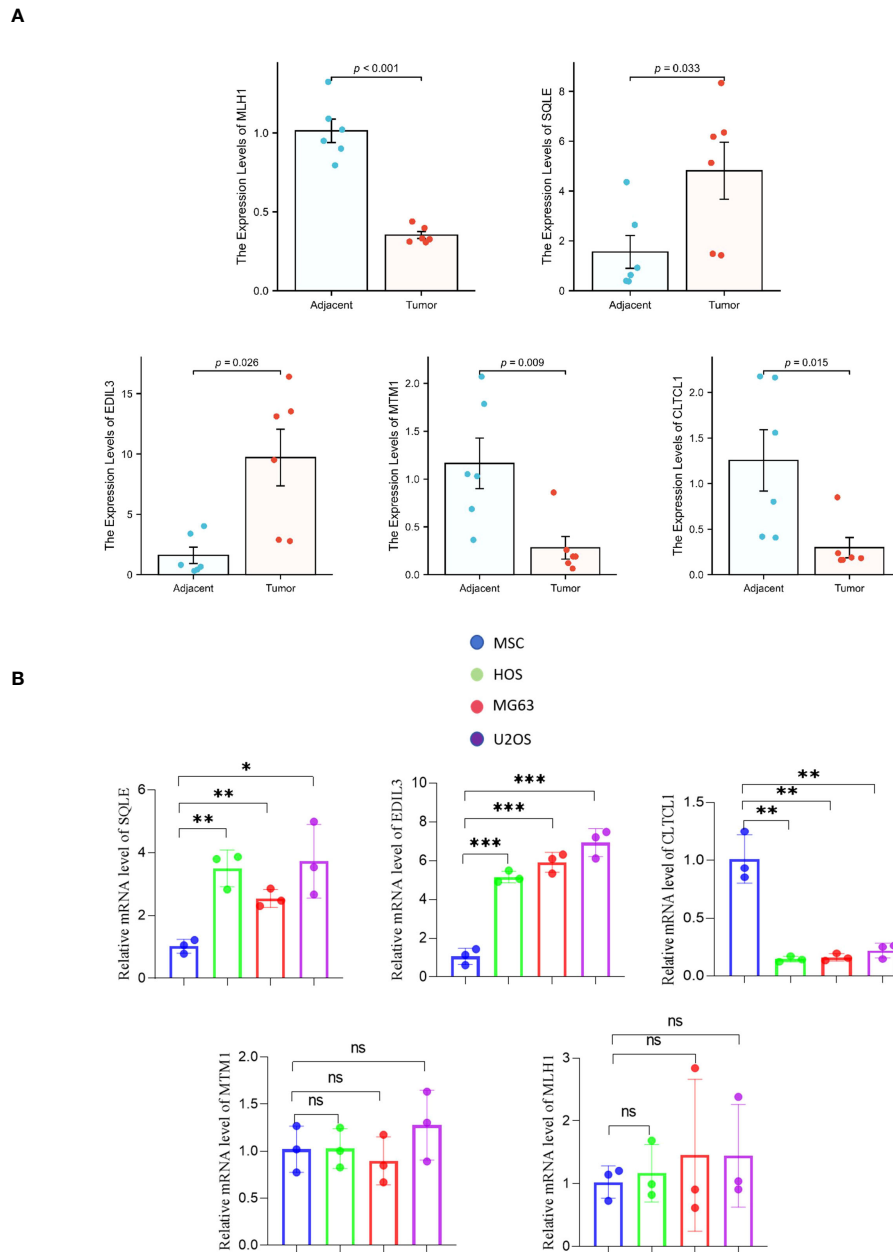 A
p < 0.001
The Expression Levels of MLH1
1.0
0.5
0.0
Adjacent
Tumor
p = 0.033
The Expression Levels of SQLE
8
6
4
2
0
Adjacent
Tumor
p = 0.026
The Expression Levels of EDIL3
15
10
5
0
Adjacent
Tumor
p = 0.009
The Expression Levels of MTM1
2.0
1.5
1.0
0.5
0.0
Adjacent
Tumor
p = 0.015
The Expression Levels of CLTCL1
2.0
1.5
1.0
0.5
0.0
Adjacent
Tumor
B
MSC
HOS
MG63
U2OS
Relative mRNA level of SQLE
6
4
2
0
*
**
**
Relative mRNA level of EDIL3
10
8
6
4
2
0
***
***
***
Relative mRNA level of CLTCL1
1.5
1.0
0.5
0.0
**
**
**
Relative mRNA level of MTM1
2.0
1.5
1.0
0.5
0.0
ns
ns
ns
Relative mRNA level of MLH1
3
2
1
0
ns
ns
ns